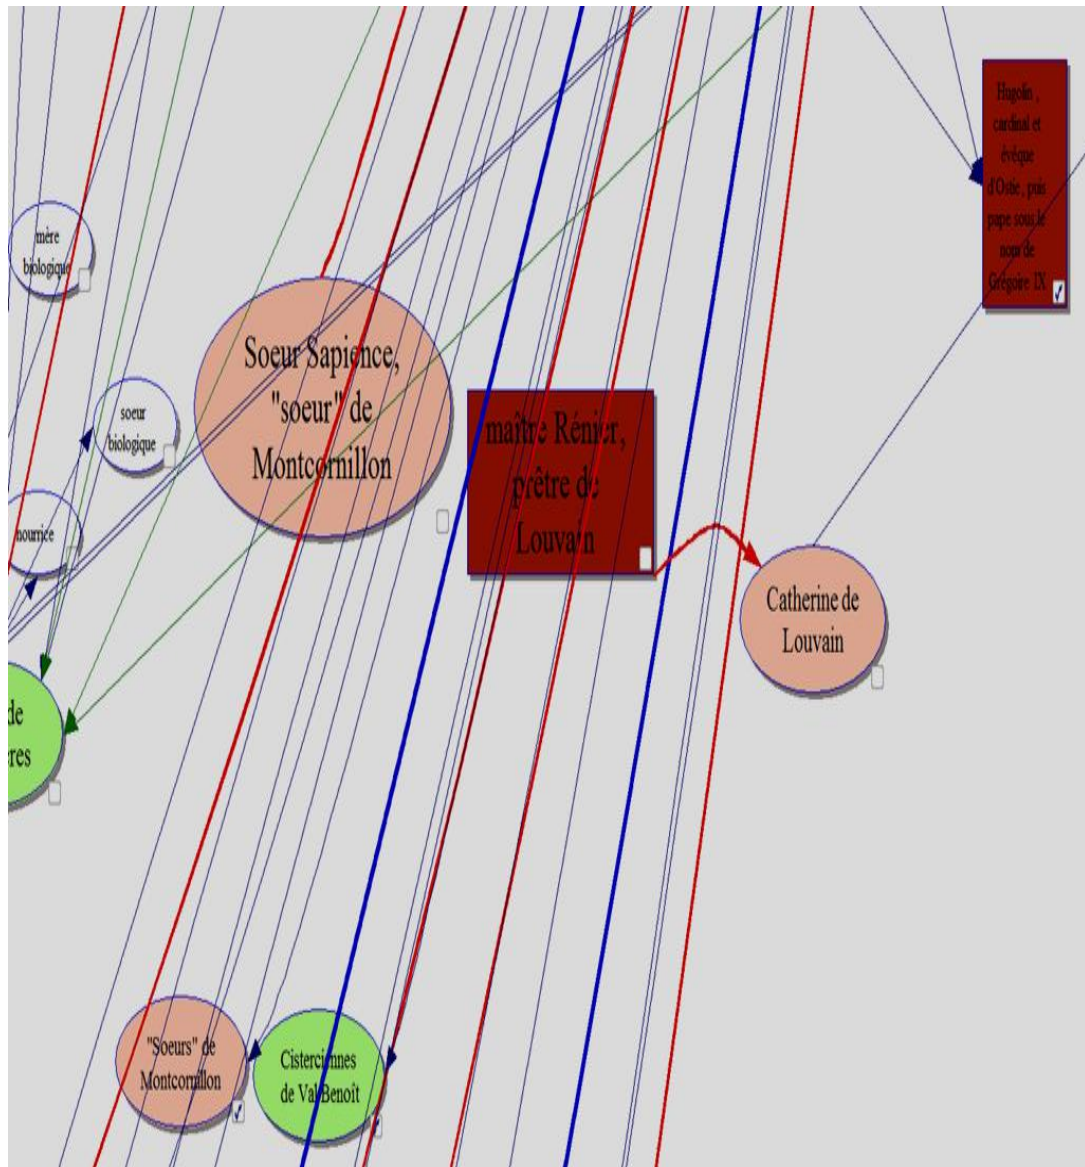 Hugolin ,
cardinal et
évêque
d'Ostie , puis
pape sous le
nom de
Grégoire IX
mère
biologique
Soeur Sapience,
"soeur" de
Montcornillon
soeur
biologique
maître Rénier,
prêtre de
Louvain
nourrice
Catherine de
Louvain
de
ères
"Soeurs" de
Montcornillon
Cisterciennes
de Val Benoît